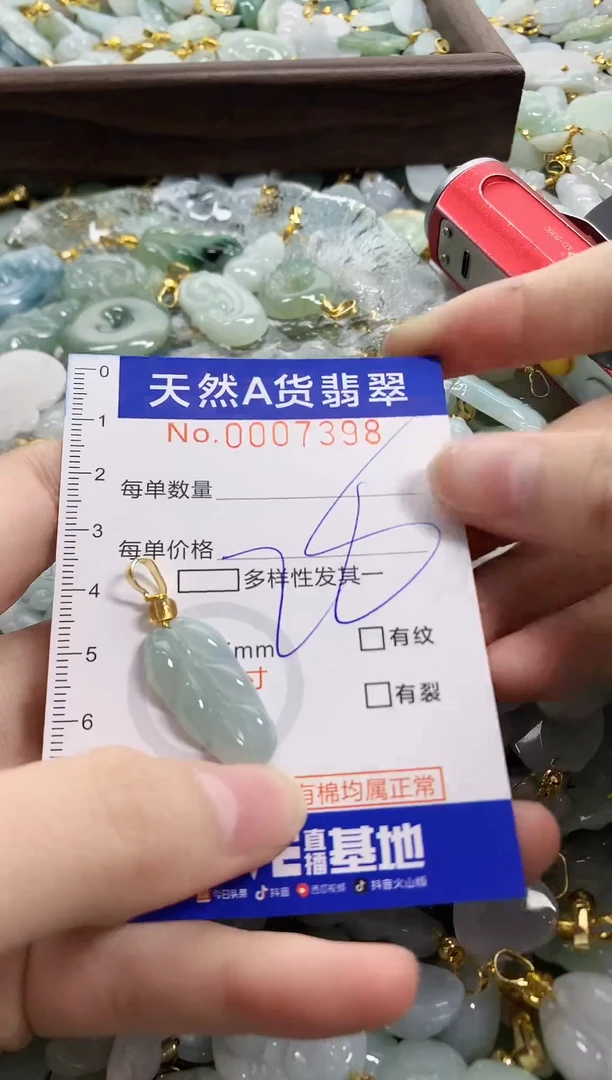 天然A货翡翠
No.0007398
每单数量
每单价格
多样性发其一
mm
有纹
寸
有裂
有棉均属正常
直播基地
今日头条 抖音 西瓜视频 抖音火山版
0
1
2
3
4
5
6